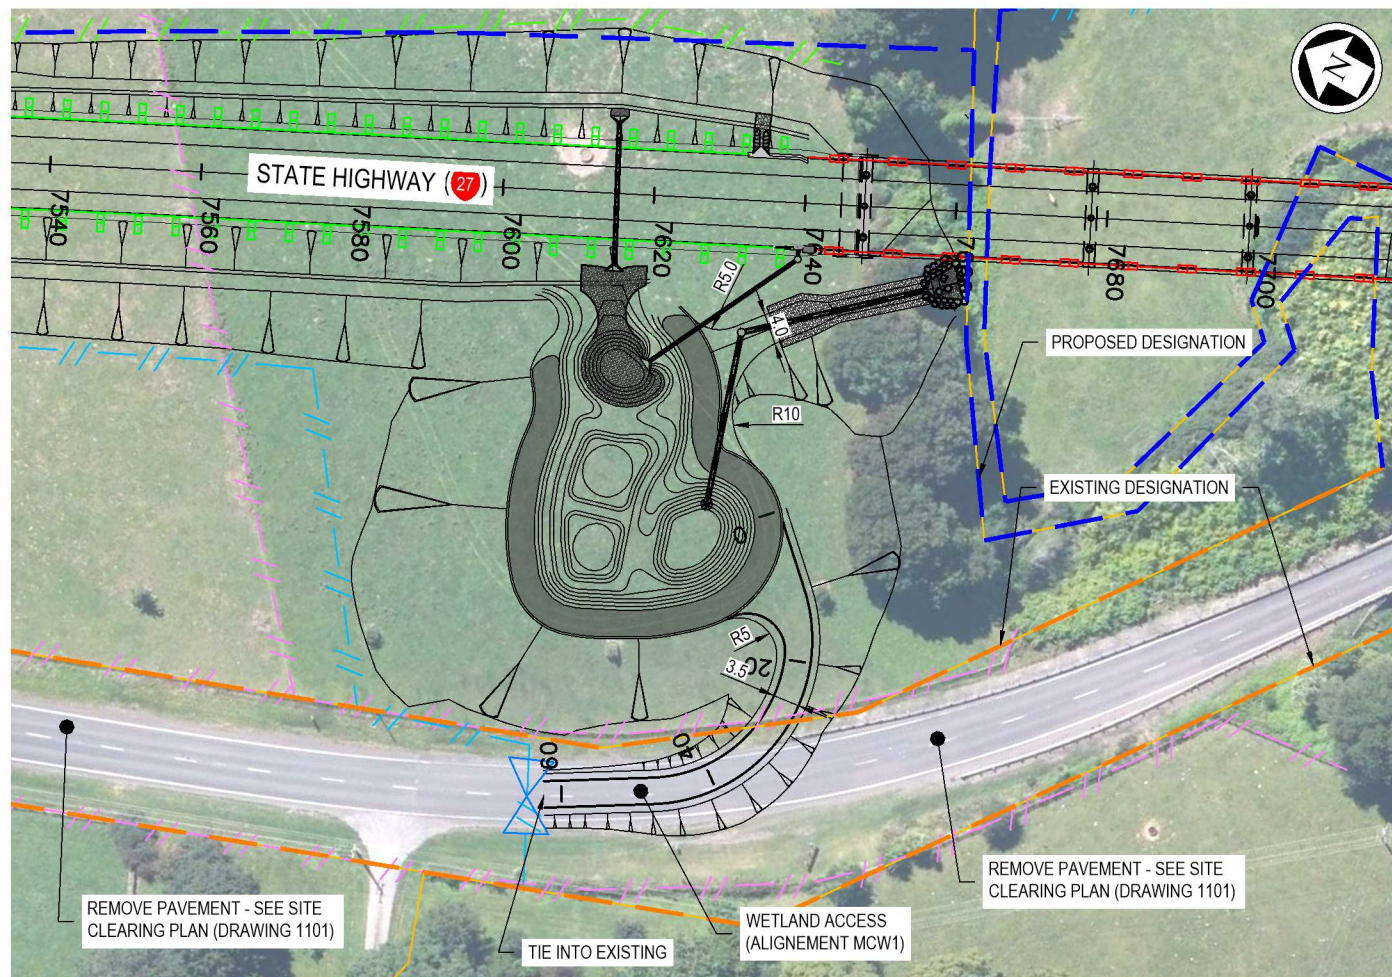 N
STATE HIGHWAY (27)
7540
7560
7580
7600
7620
7640
7680
7700
R5.0
4.0
PROPOSED DESIGNATION
R10
EXISTING DESIGNATION
0
R5
20
3.5
40
60
REMOVE PAVEMENT - SEE SITE
CLEARING PLAN (DRAWING 1101)
REMOVE PAVEMENT - SEE SITE
CLEARING PLAN (DRAWING 1101)
WETLAND ACCESS
(ALIGNEMENT MCW1)
TIE INTO EXISTING